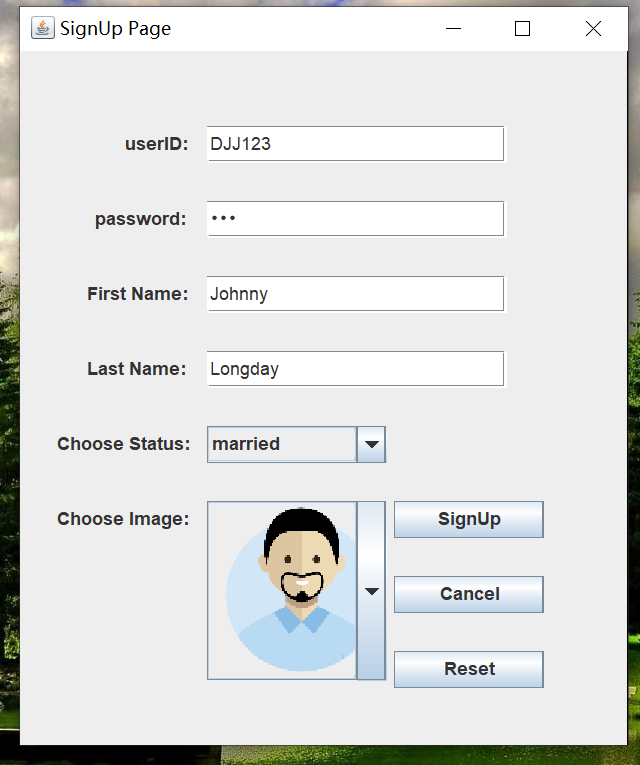 SignUp Page
userID: DJJ123
password: •••
First Name: Johnny
Last Name: Longday
Choose Status: married
Choose Image:
SignUp
Cancel
Reset